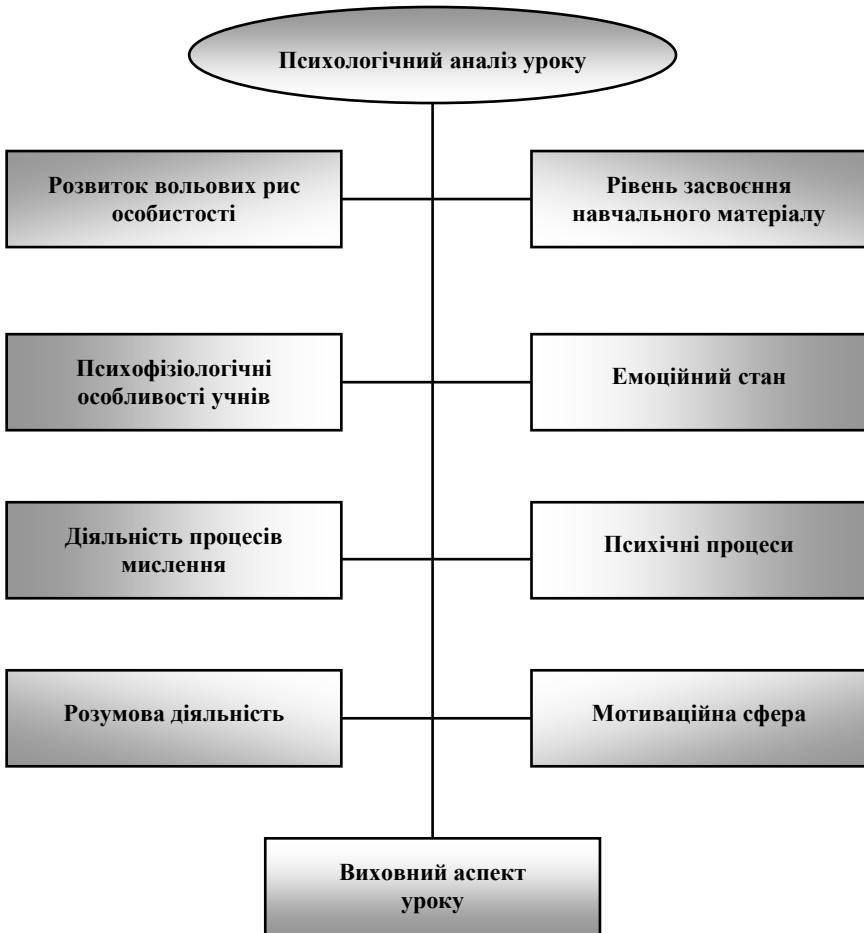 Психологічний аналіз уроку
Розвиток вольових рис
особистості
Рівень засвоєння
навчального матеріалу
Психофізіологічні
особливості учнів
Емоційний стан
Діяльність процесів
мислення
Психічні процеси
Розумова діяльність
Мотиваційна сфера
Виховний аспект
уроку